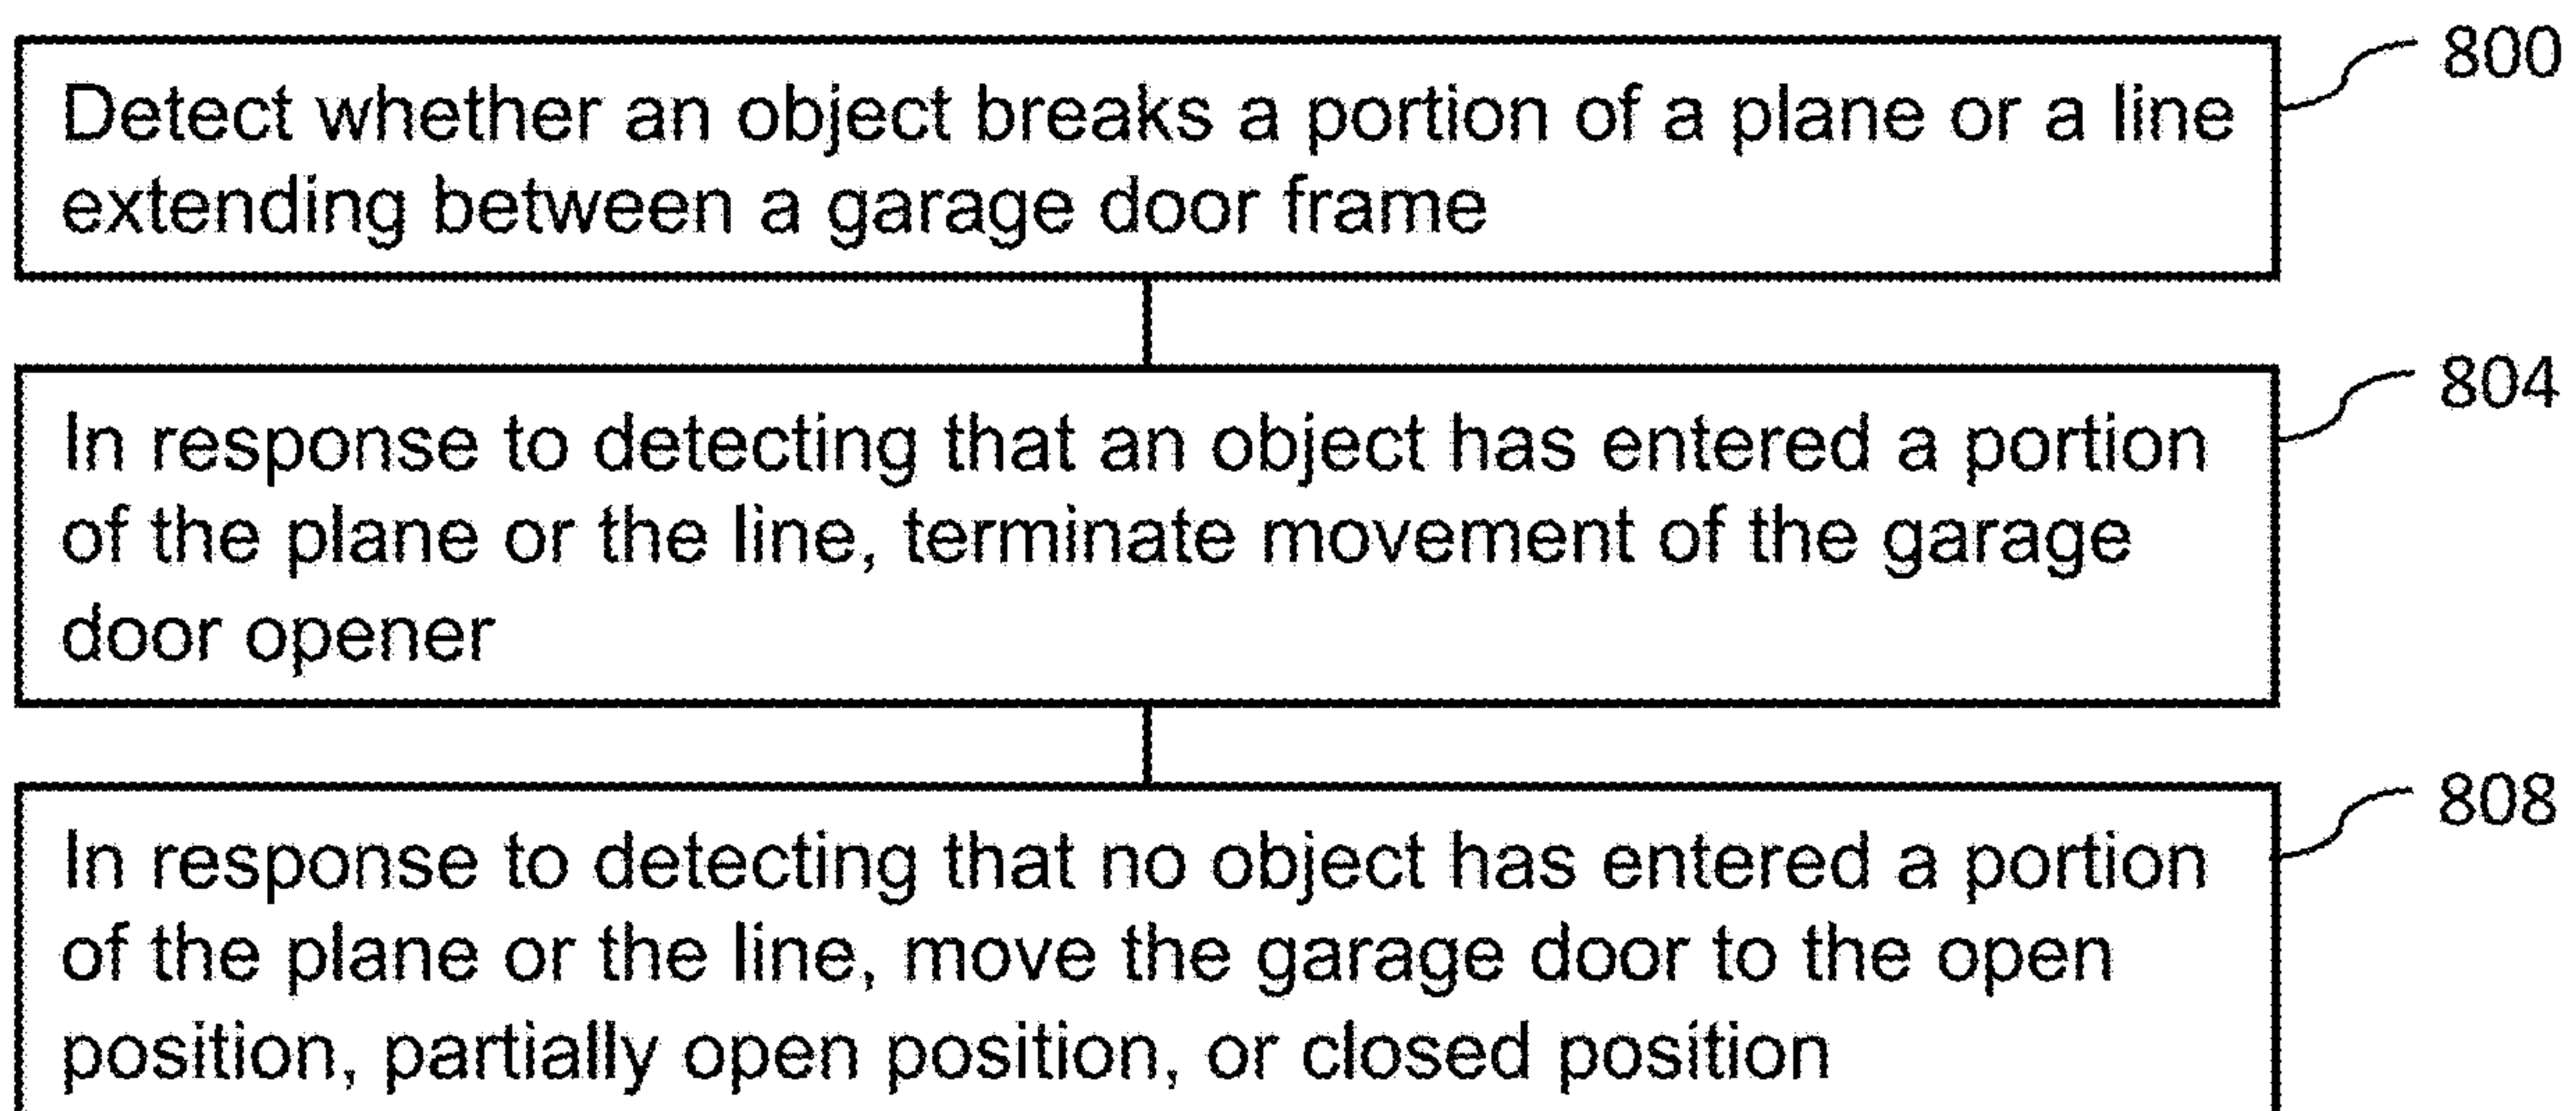 800
Detect whether an object breaks a portion of a plane or a line
extending between a garage door frame
804
In response to detecting that an object has entered a portion
of the plane or the line, terminate movement of the garage
door opener
808
In response to detecting that no object has entered a portion
of the plane or the line, move the garage door to the open
position, partially open position, or closed position